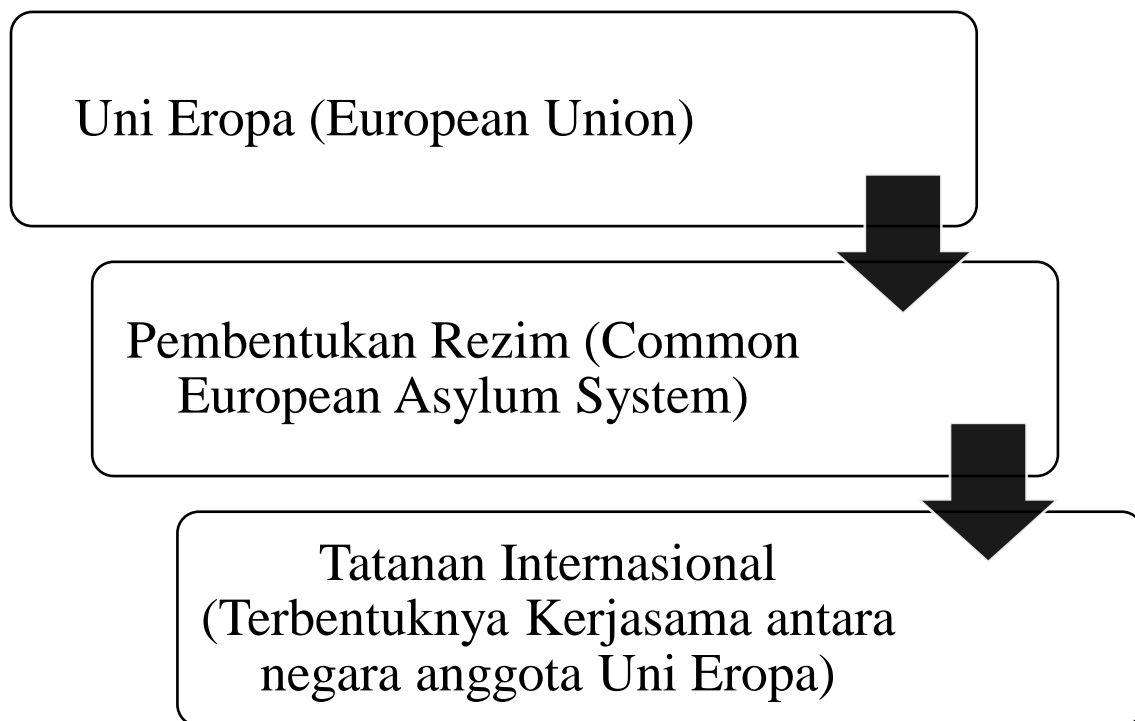 Uni Eropa (European Union)
Pembentukan Rezim (Common
European Asylum System)
Tatanan Internasional
(Terbentuknya Kerjasama antara
negara anggota Uni Eropa)